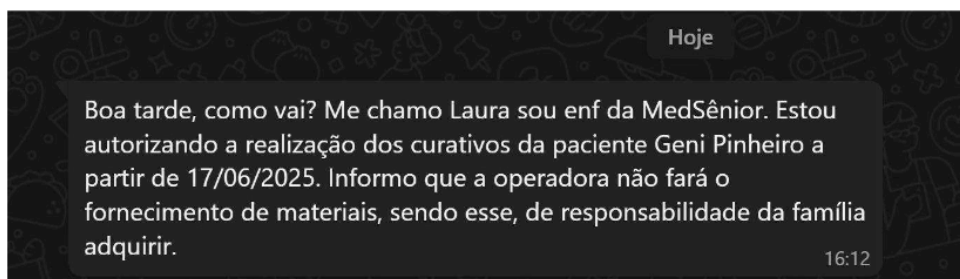 Hoje
Boa tarde, como vai? Me chamo Laura sou enf da MedSênior. Estou
autorizando a realização dos curativos da paciente Geni Pinheiro a
partir de 17/06/2025. Informo que a operadora não fará o
fornecimento de materiais, sendo esse, de responsabilidade da família
adquirir.
16:12